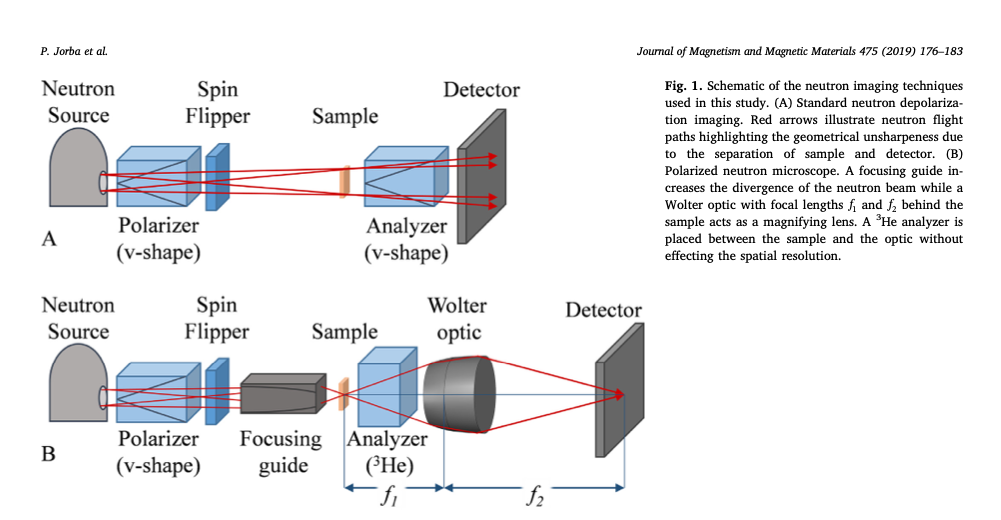 P. Jorba et al.
Journal of Magnetism and Magnetic Materials 475 (2019) 176–183
Neutron
Source
Spin
Flipper
Sample
Detector
Polarizer
(v-shape)
Analyzer
(v-shape)
A
Fig. 1. Schematic of the neutron imaging techniques
used in this study. (A) Standard neutron depolariza-
tion imaging. Red arrows illustrate neutron flight
paths highlighting the geometrical unsharpeness due
to the separation of sample and detector. (B)
Polarized neutron microscope. A focusing guide in-
creases the divergence of the neutron beam while a
Wolter optic with focal lengths f₁ and f₂ behind the
sample acts as a magnifying lens. A ³He analyzer is
placed between the sample and the optic without
effecting the spatial resolution.
Neutron
Source
Spin
Flipper
Sample
Wolter
optic
Detector
Polarizer
(v-shape)
Focusing
guide
Analyzer
(³He)
B
f₁
f₂